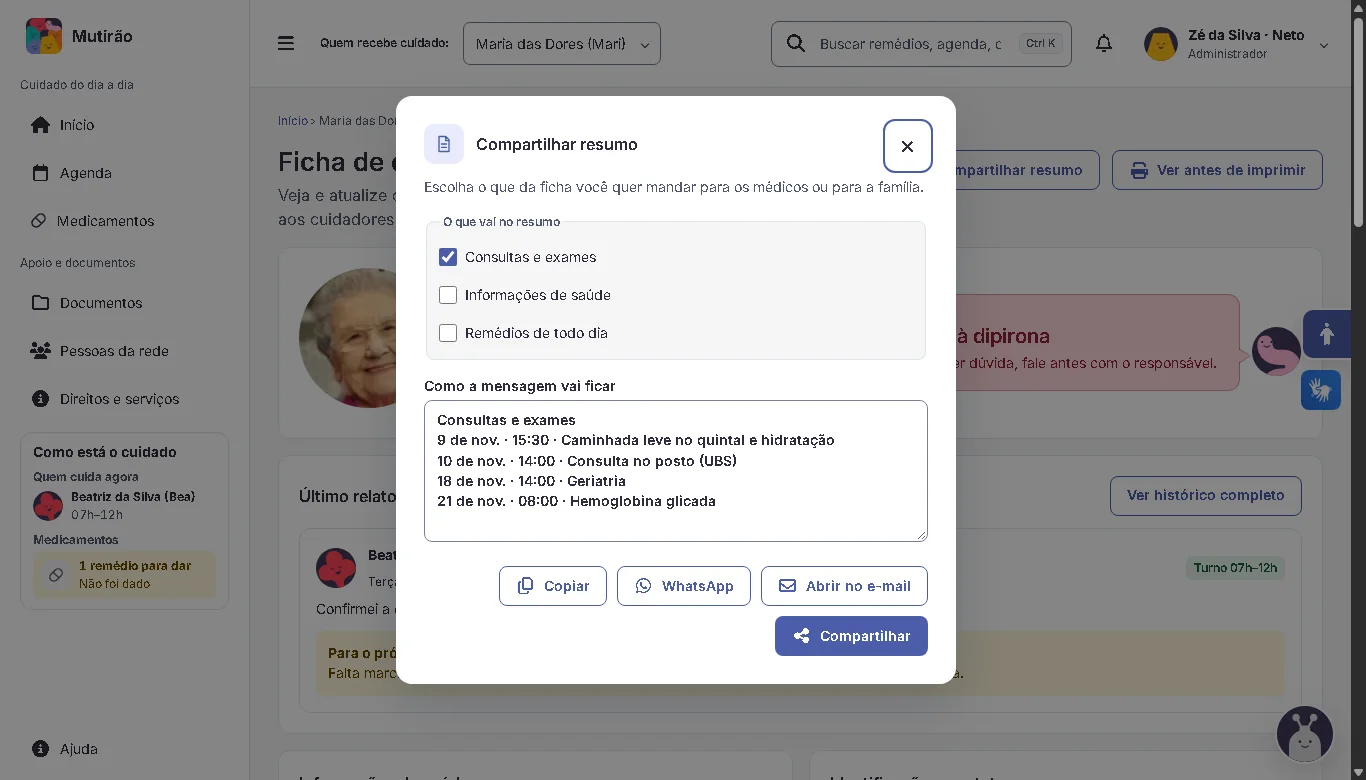 Mutirão
Cuidado do dia a dia
Início
Agenda
Medicamentos
Apoio e documentos
Documentos
Pessoas da rede
Direitos e serviços
Como está o cuidado
Quem cuida agora
Beatriz da Silva (Bea)
07h–12h
Medicamentos
1 remédio para dar
Não foi dado
Ajuda
Quem recebe cuidado:
Maria das Dores (Mari)
Buscar remédios, agenda, c
Ctrl K
Zé da Silva · Neto
Administrador
Início › Maria das Do
Ficha de
Veja e atualize
aos cuidadores
mpartilhar resumo
Ver antes de imprimir
à dipirona
er dúvida, fale antes com o responsável.
Último relato
Ver histórico completo
Beat
Terça
Turno 07h–12h
Confirmei a
Para o pró
Falta marc
a.
Compartilhar resumo
Escolha o que da ficha você quer mandar para os médicos ou para a família.
O que vai no resumo
Consultas e exames
Informações de saúde
Remédios de todo dia
Como a mensagem vai ficar
Consultas e exames
9 de nov. · 15:30 · Caminhada leve no quintal e hidratação
10 de nov. · 14:00 · Consulta no posto (UBS)
18 de nov. · 14:00 · Geriatria
21 de nov. · 08:00 · Hemoglobina glicada
Copiar
WhatsApp
Abrir no e-mail
Compartilhar